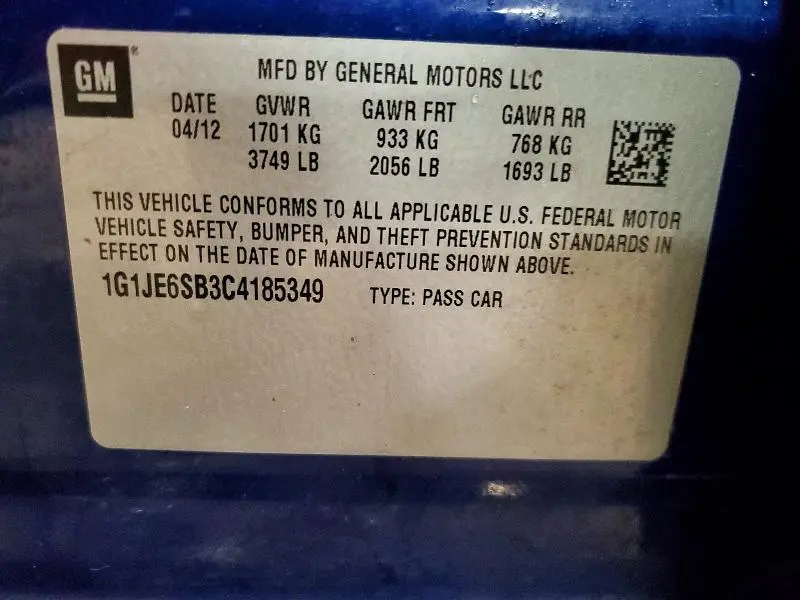 GM
MFD BY GENERAL MOTORS LLC
DATE GVWR GAWR FRT GAWR RR
04/12 1701 KG 933 KG 768 KG
3749 LB 2056 LB 1693 LB
THIS VEHICLE CONFORMS TO ALL APPLICABLE U.S. FEDERAL MOTOR
VEHICLE SAFETY, BUMPER, AND THEFT PREVENTION STANDARDS IN
EFFECT ON THE DATE OF MANUFACTURE SHOWN ABOVE.
1G1JE6SB3C4185349 TYPE: PASS CAR